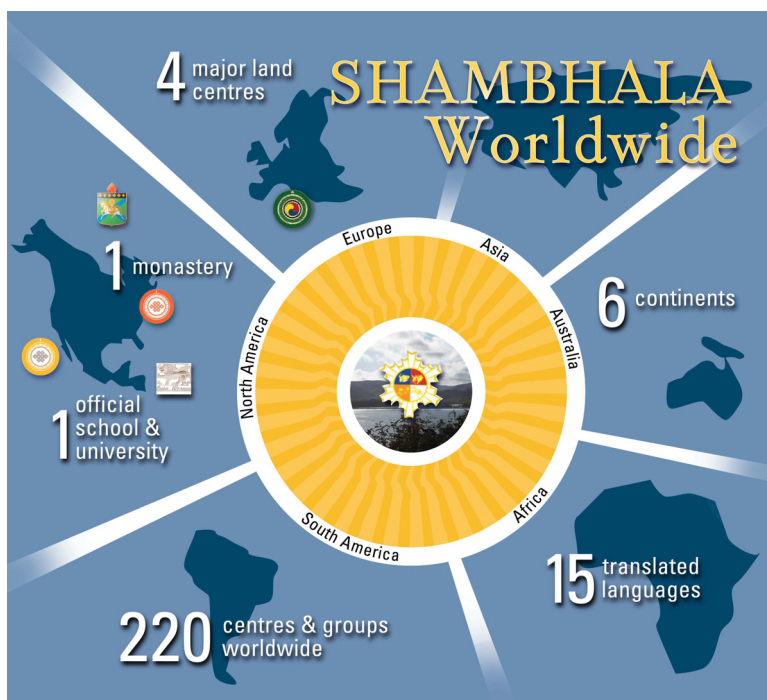 SHAMBHALA
Worldwide
4 major land
centres
1 monastery
1 official
school &
university
6 continents
15 translated
languages
220 centres & groups
worldwide
Europe
Asia
Australia
Africa
South America
North America